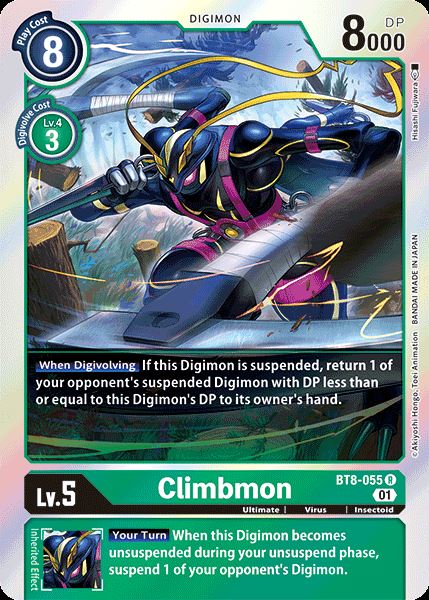 DIGIMON
Play Cost
8
DP
8000
Digivolve Cost
Lv.4
3
Hisashi Fujiwara
©Akiyoshi Hongo, Toei Animation BANDAI MADE IN JAPAN
When Digivolving If this Digimon is suspended, return 1 of
your opponent's suspended Digimon with DP less than
or equal to this Digimon's DP to its owner's hand.
Lv.5
Climbmon
BT8-055 R
01
Ultimate | Virus | Insectoid
Inherited Effect
Your Turn When this Digimon becomes
unsuspended during your unsuspend phase,
suspend 1 of your opponent's Digimon.